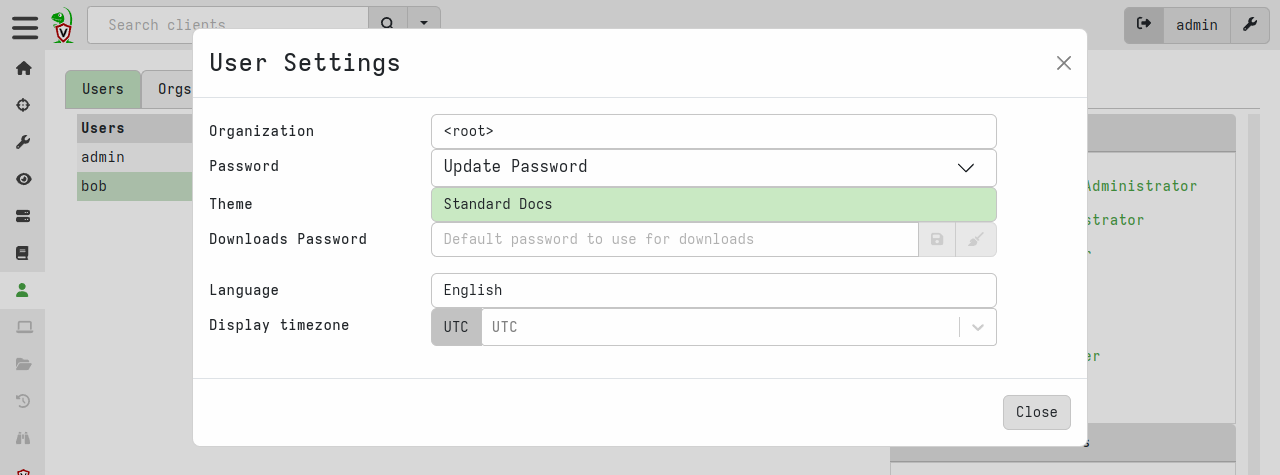 Search clients
admin
User Settings
Users
Orgs
Organization
<root>
Users
admin
Password
Update Password
bob
Administrator
Theme
Standard Docs
strator
Downloads Password
Default password to use for downloads
Language
English
Display timezone
UTC
UTC
er
Close
s